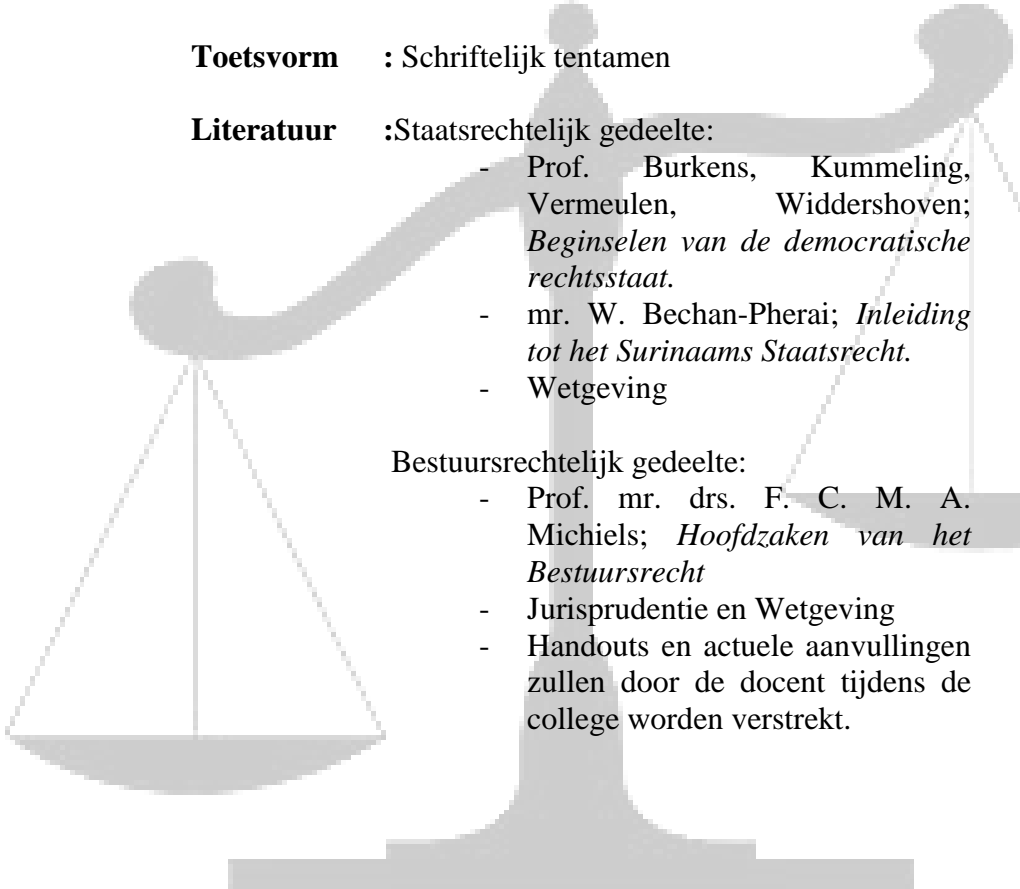 Toetsvorm : Schriftelijk tentamen
Literatuur :Staatsrechtelijk gedeelte:
- Prof. Burkens, Kummeling,
Vermeulen, Widdershoven;
Beginselen van de democratische
rechtsstaat.
- mr. W. Bechan-Pherai; Inleiding
tot het Surinaams Staatsrecht.
- Wetgeving
Bestuursrechtelijk gedeelte:
- Prof. mr. drs. F. C. M. A.
Michiels; Hoofdzaken van het
Bestuursrecht
- Jurisprudentie en Wetgeving
- Handouts en actuele aanvullingen
zullen door de docent tijdens de
college worden verstrekt.